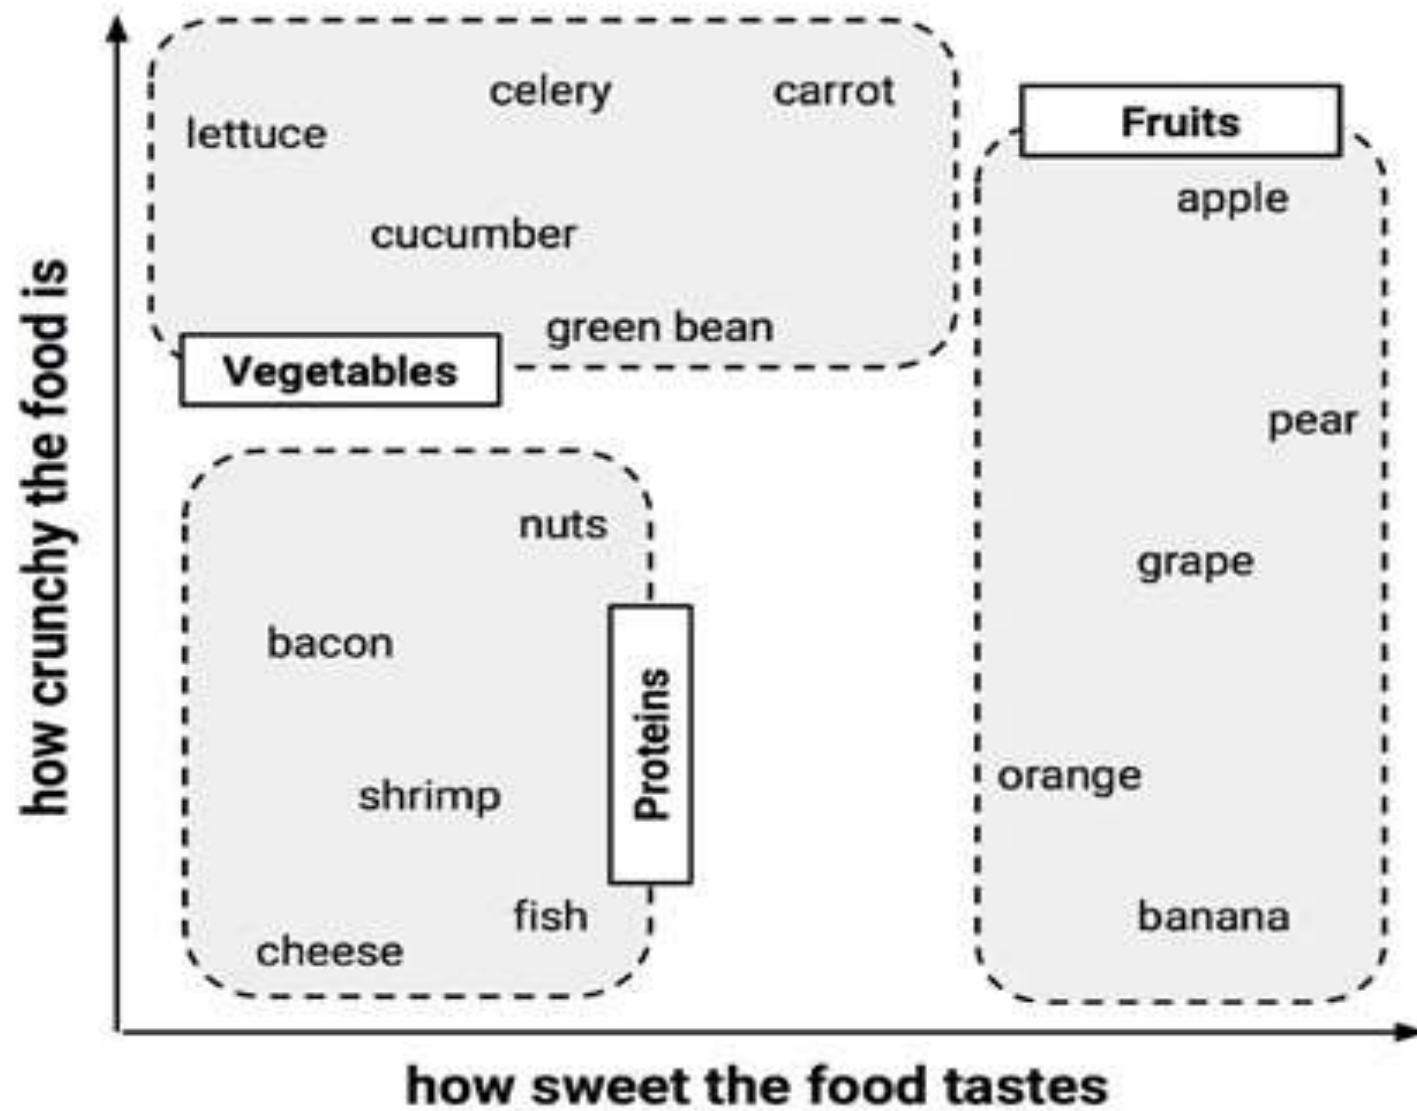 celery
carrot
lettuce
Fruits
apple
cucumber
green bean
Vegetables
pear
nuts
grape
bacon
Proteins
shrimp
orange
fish
banana
cheese
how crunchy the food is
how sweet the food tastes